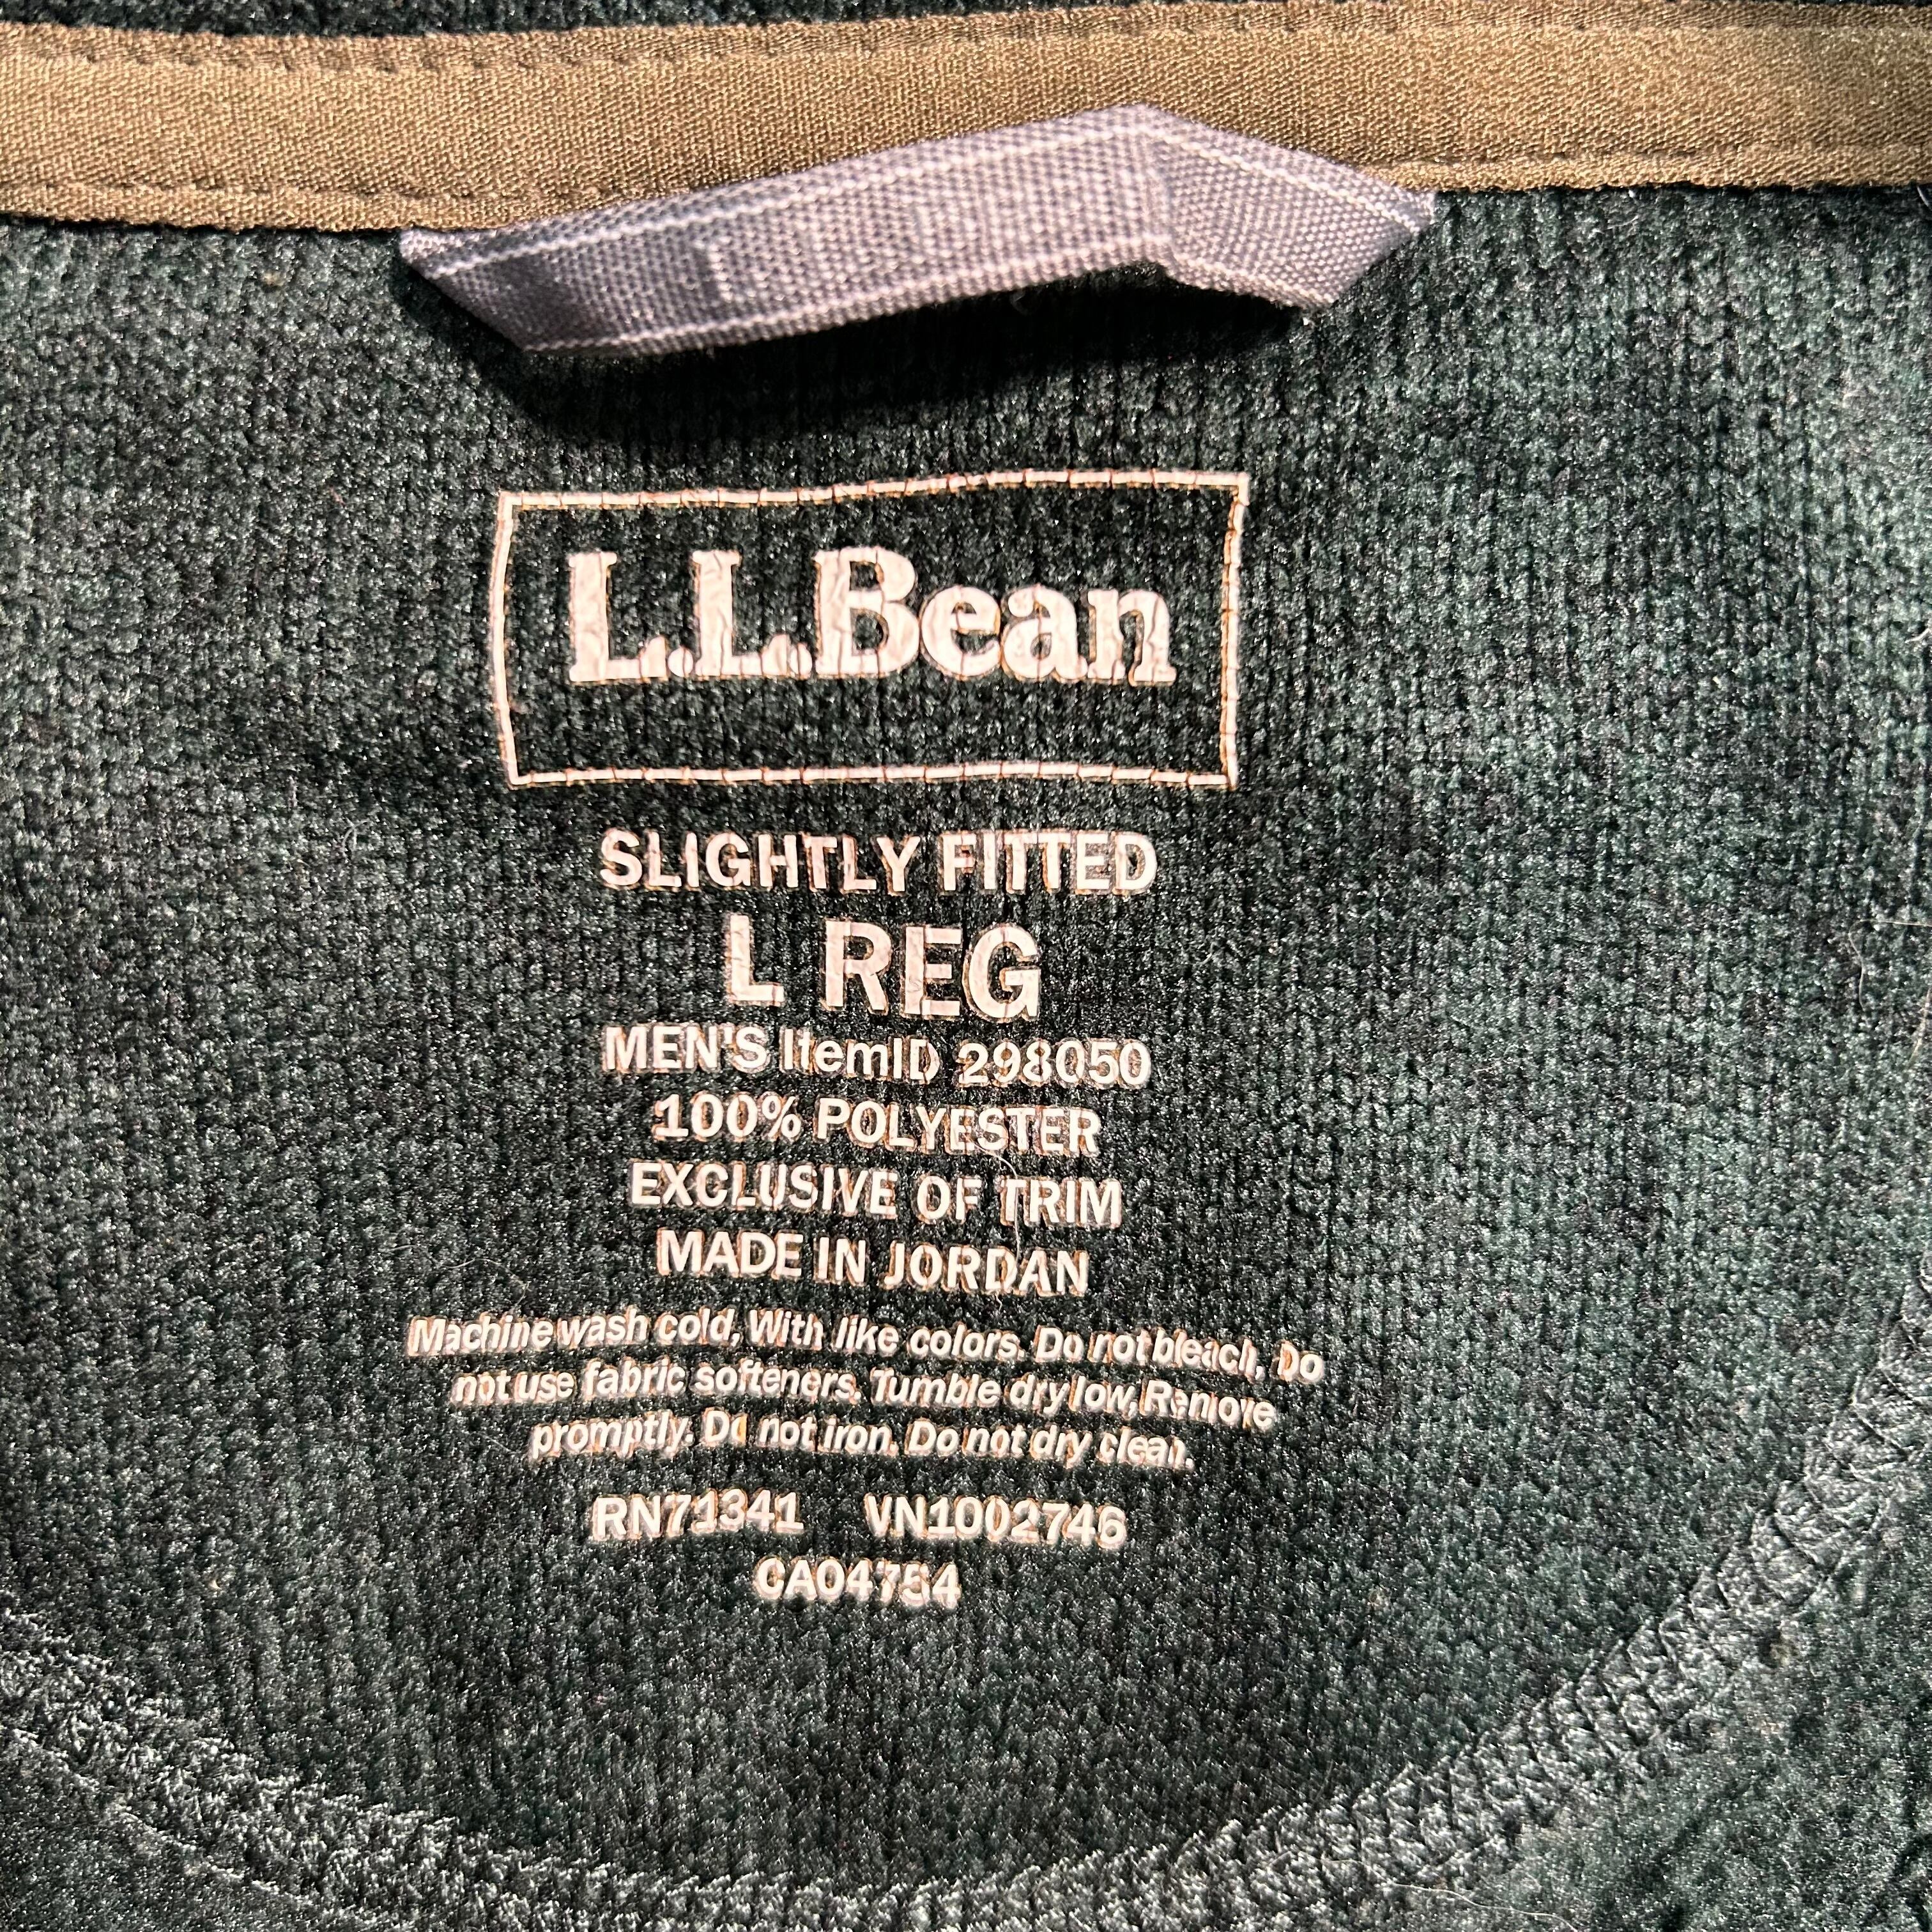 L.L.Bean
SLIGHTLY FITTED
L REG
MEN'S ItemID 298050
100% POLYESTER
EXCLUSIVE OF TRIM
MADE IN JORDAN
Machine wash cold, With like colors. Do not bleach, Do
not use fabric softeners. Tumble dry low, Remove
promptly. Do not iron. Do not dry clean.
RN71341 VN1002746
CA04754